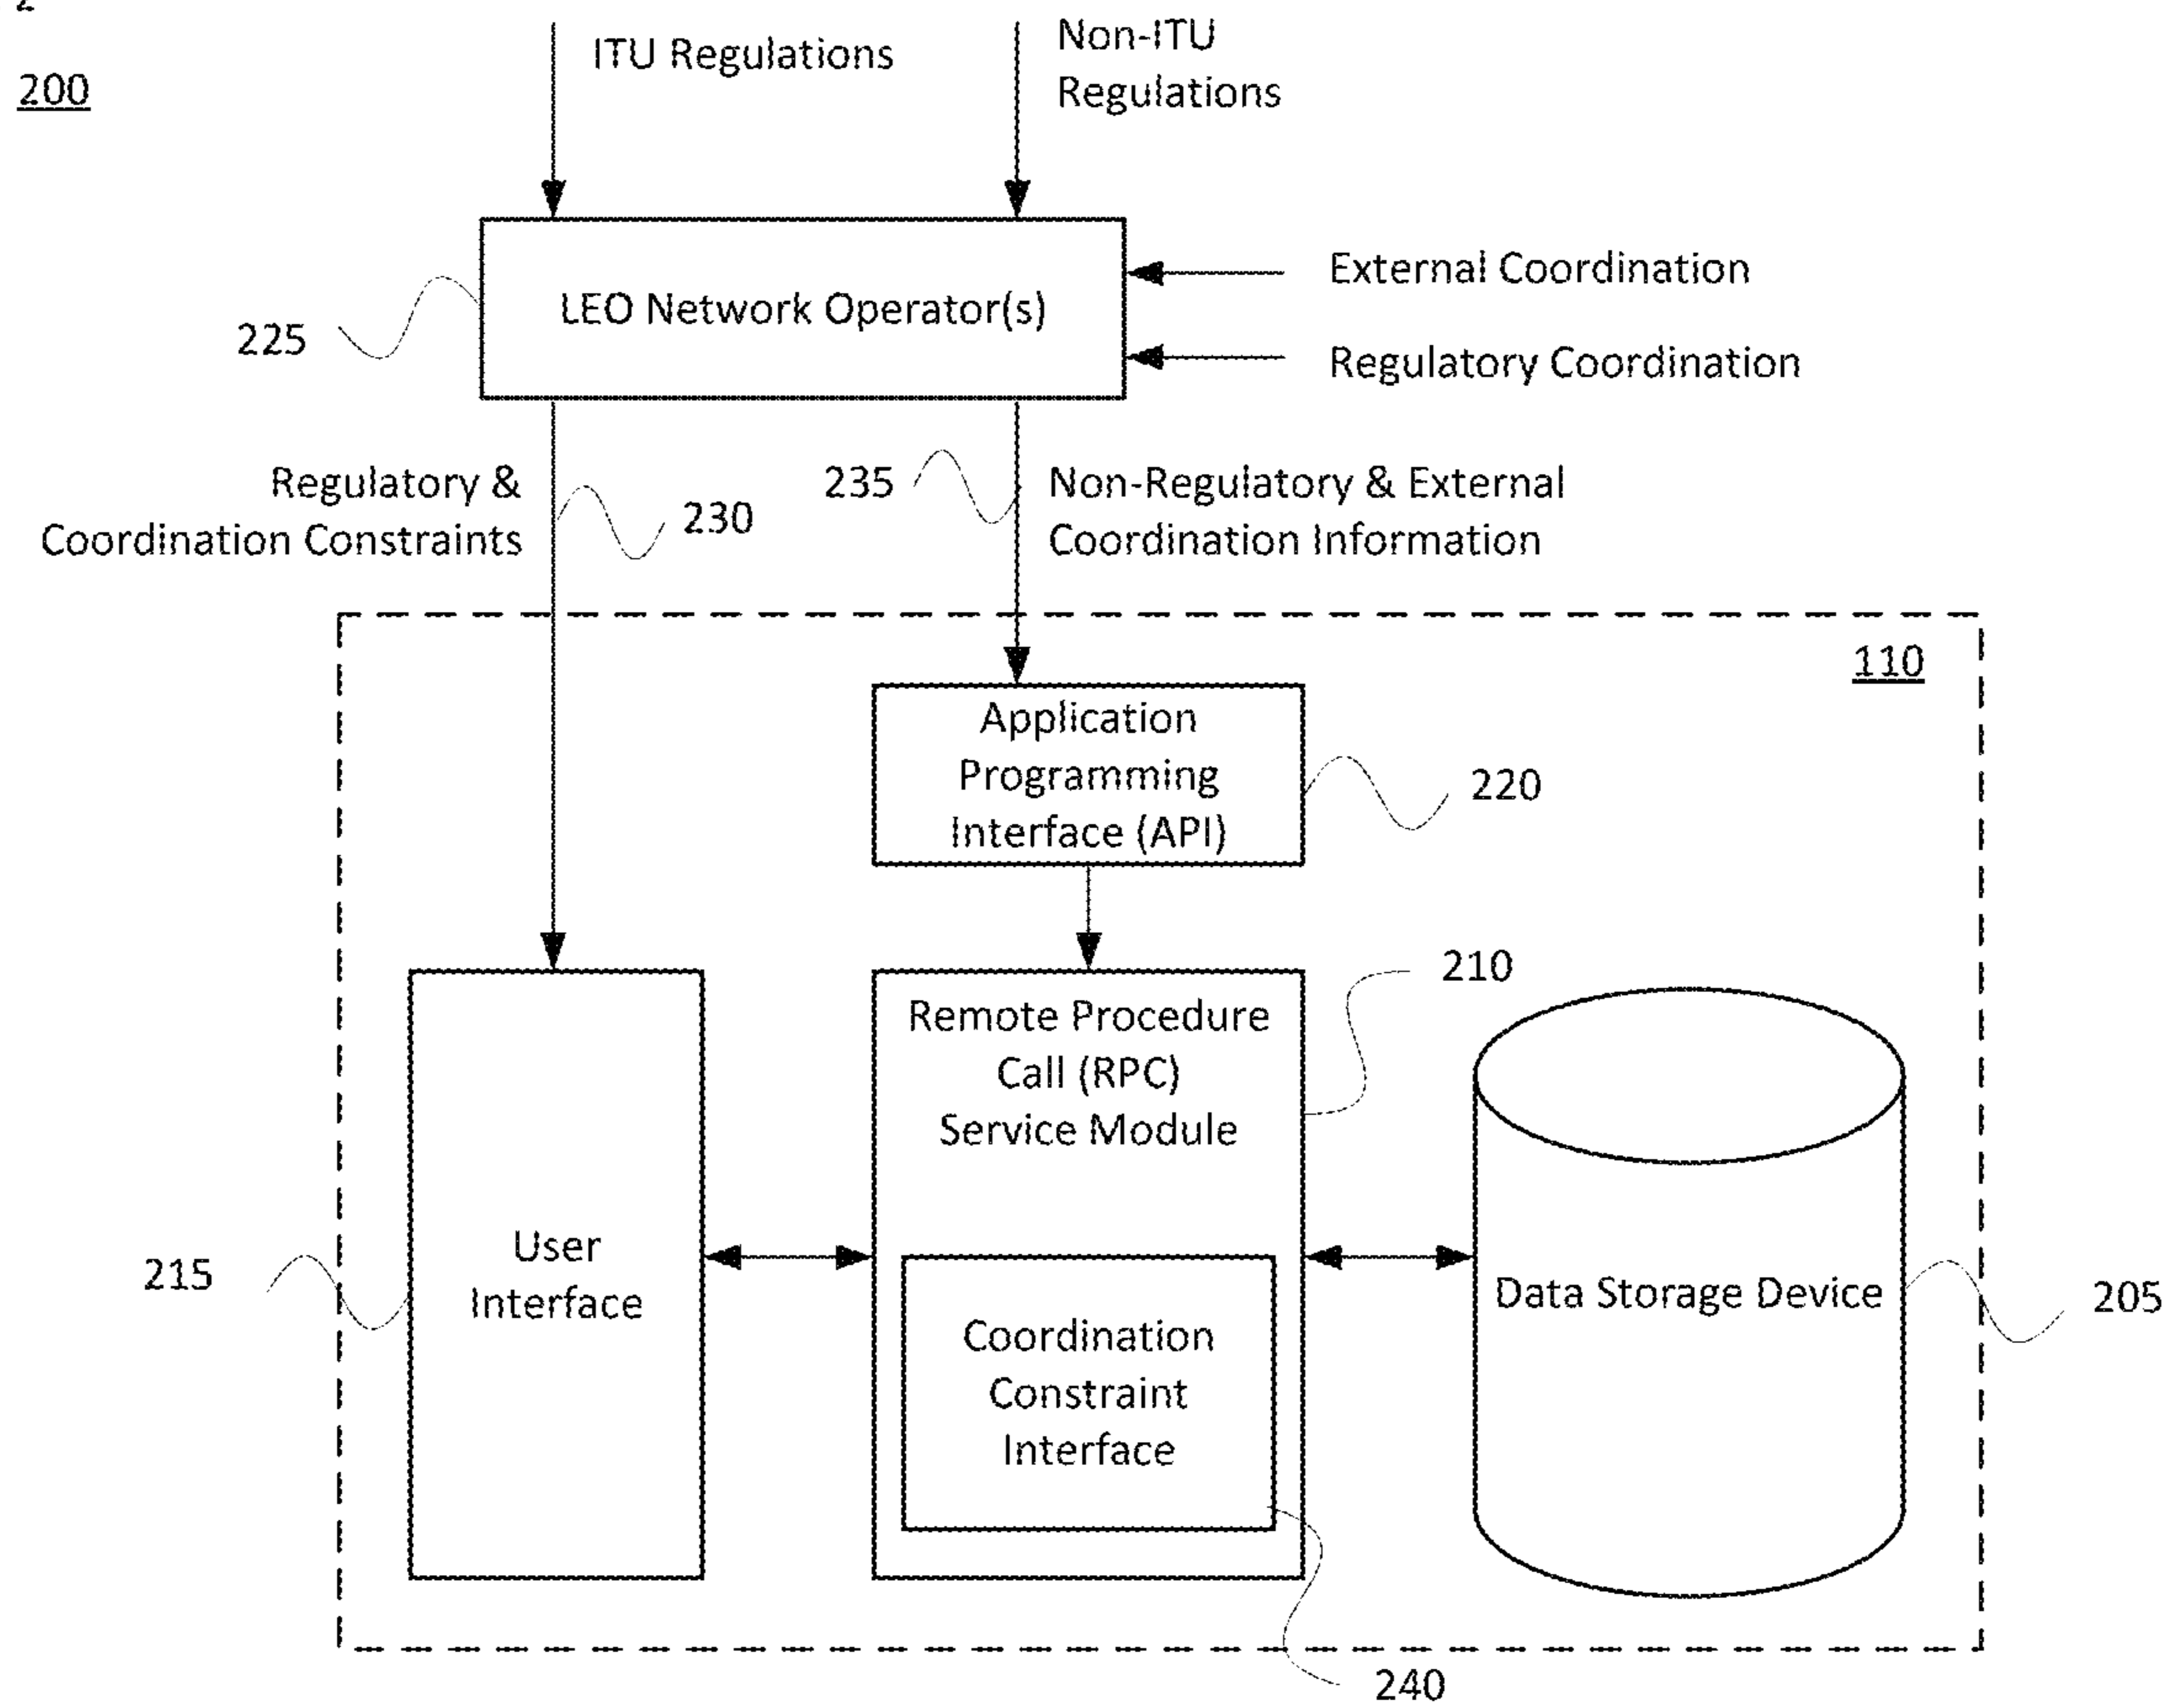 200
ITU Regulations
Non-ITU
Regulations
LEO Network Operator(s)
External Coordination
Regulatory Coordination
225
Regulatory &
Coordination Constraints
230
235
Non-Regulatory & External
Coordination Information
110
Application
Programming
Interface (API)
220
Remote Procedure
Call (RPC)
Service Module
210
User
Interface
215
Coordination
Constraint
Interface
Data Storage Device
205
240